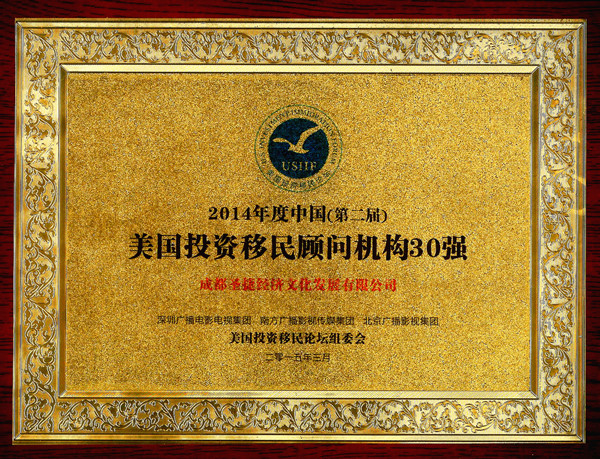 USIIF
2014年度中国(第二届)
美国投资移民顾问机构30强
成都圣捷经济文化发展有限公司
深圳广播电影电视集团 南方广播影视传媒集团 北京广播影视集团
美国投资移民论坛组委会
二零一五年三月